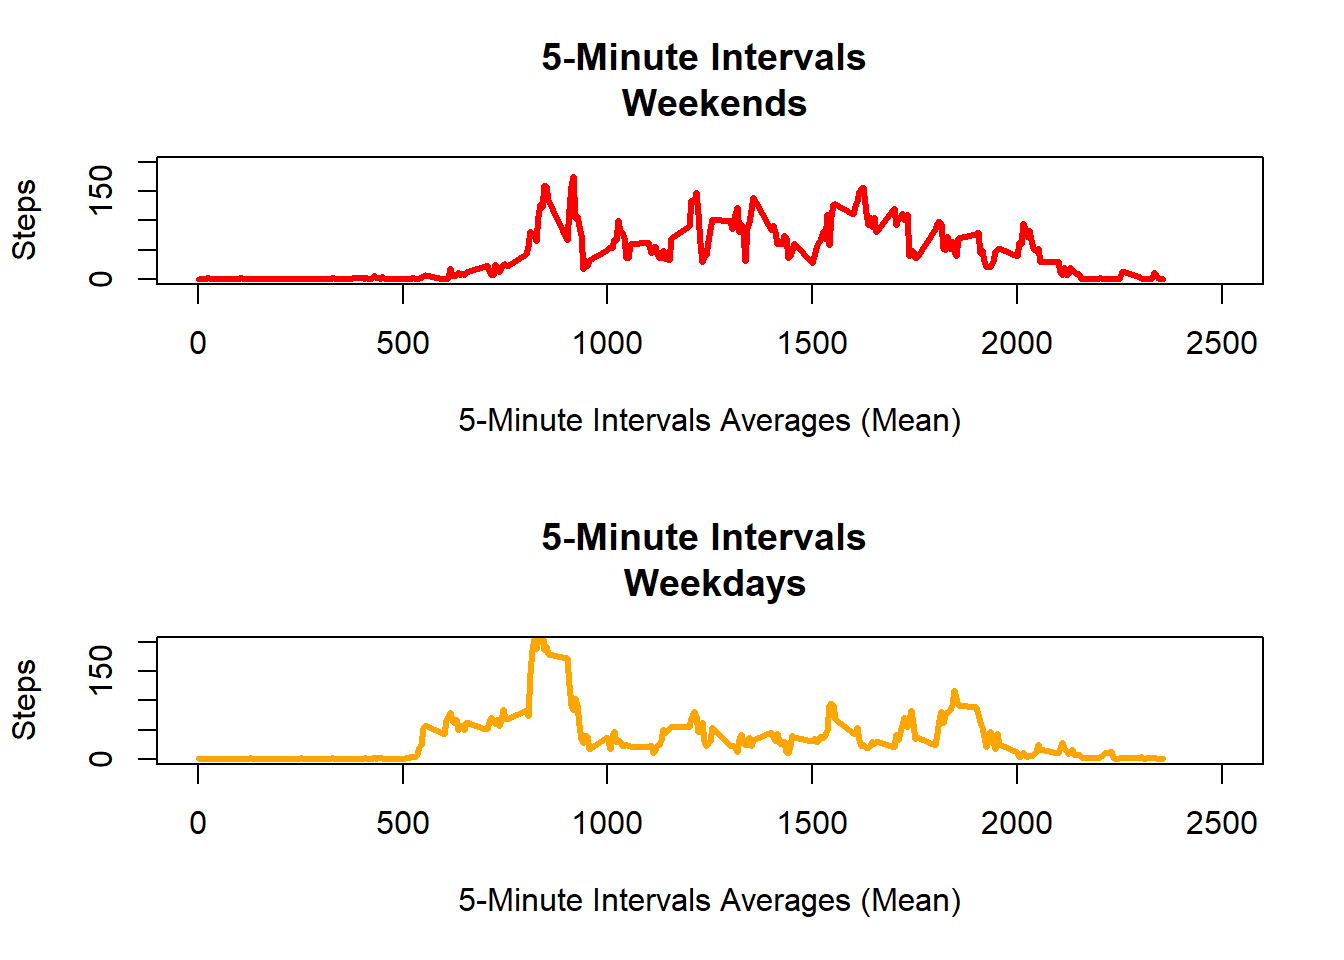 5-Minute Intervals
Weekends
Steps
150
0
0 500 1000 1500 2000 2500
5-Minute Intervals Averages (Mean)
5-Minute Intervals
Weekdays
Steps
150
0
0 500 1000 1500 2000 2500
5-Minute Intervals Averages (Mean)